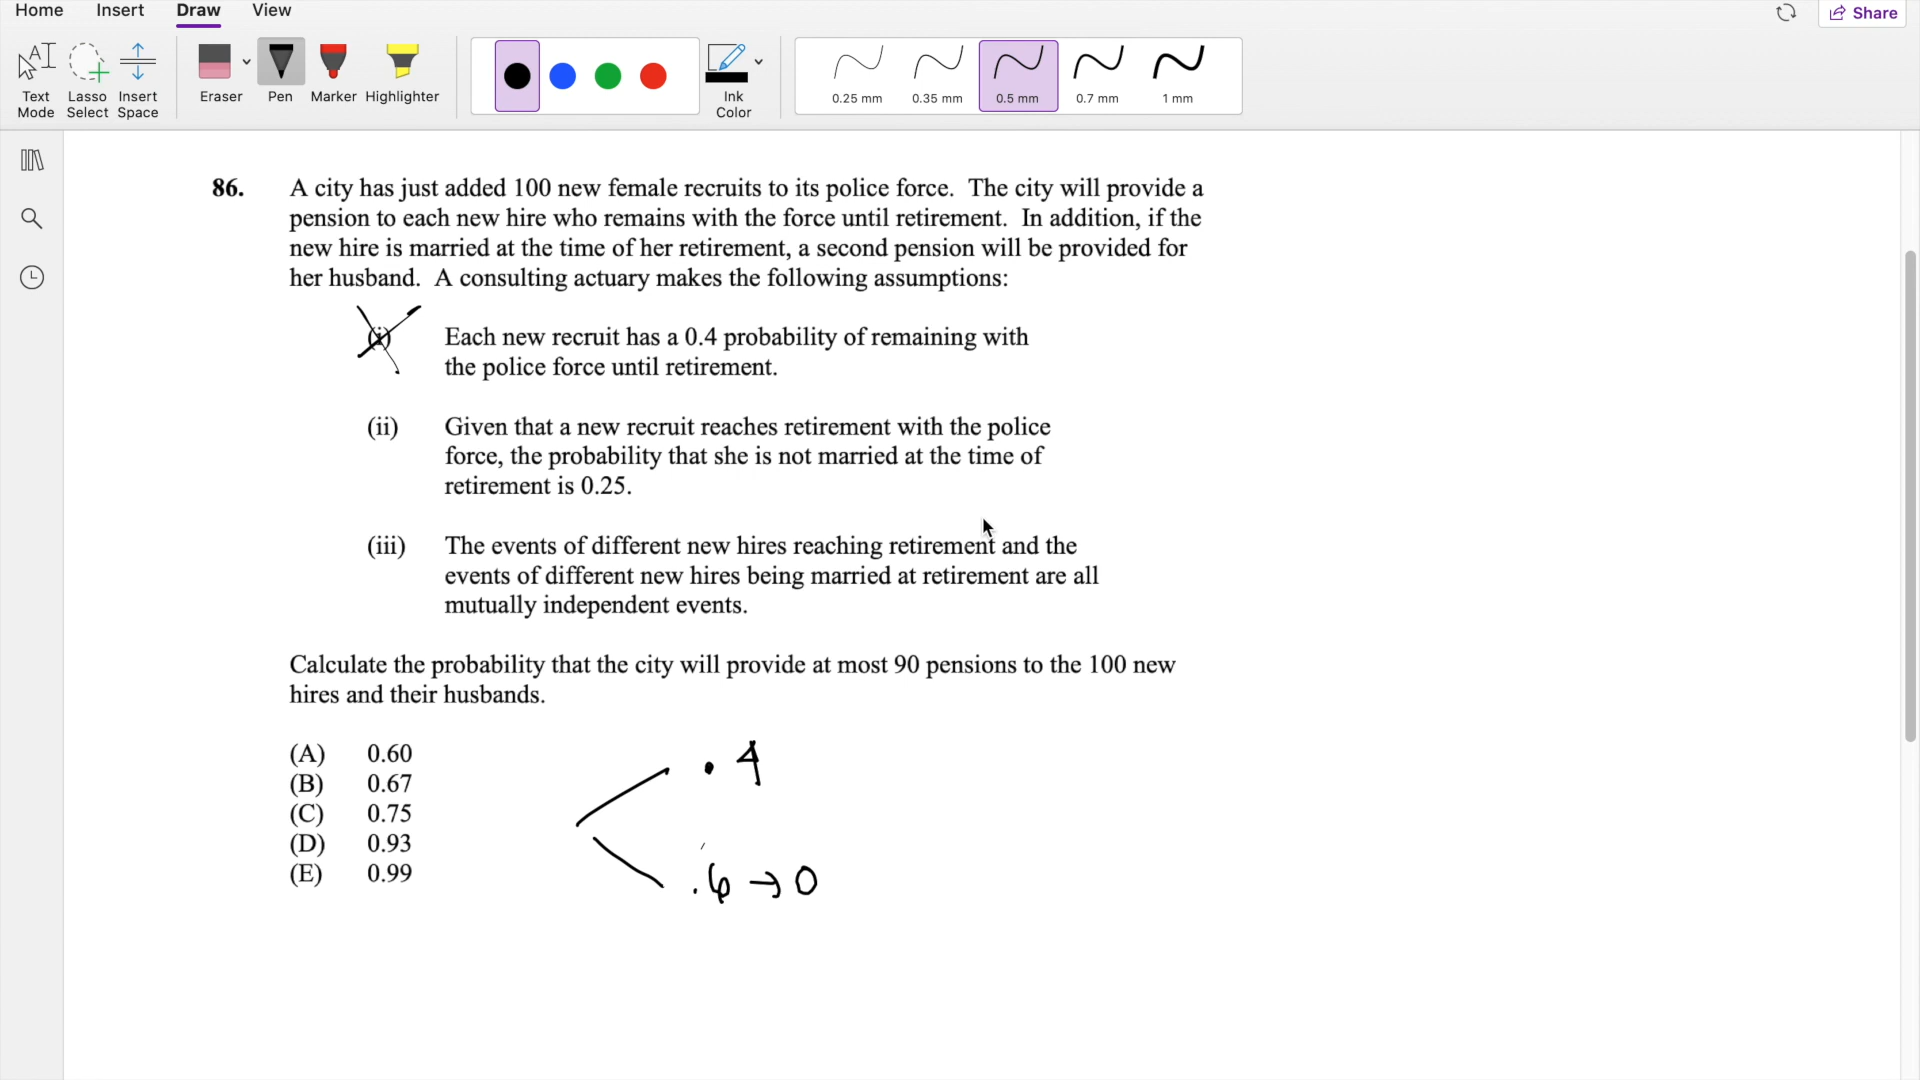 Home Insert Draw View
Share
Text Mode
Lasso Select
Insert Space
Eraser
Pen
Marker
Highlighter
Ink Color
0.25 mm
0.35 mm
0.5 mm
0.7 mm
1 mm
86. A city has just added 100 new female recruits to its police force. The city will provide a
pension to each new hire who remains with the force until retirement. In addition, if the
new hire is married at the time of her retirement, a second pension will be provided for
her husband. A consulting actuary makes the following assumptions:
(i) Each new recruit has a 0.4 probability of remaining with
the police force until retirement.
(ii) Given that a new recruit reaches retirement with the police
force, the probability that she is not married at the time of
retirement is 0.25.
(iii) The events of different new hires reaching retirement and the
events of different new hires being married at retirement are all
mutually independent events.
Calculate the probability that the city will provide at most 90 pensions to the 100 new
hires and their husbands.
(A) 0.60
(B) 0.67
(C) 0.75
(D) 0.93
(E) 0.99
.4
.6 → 0